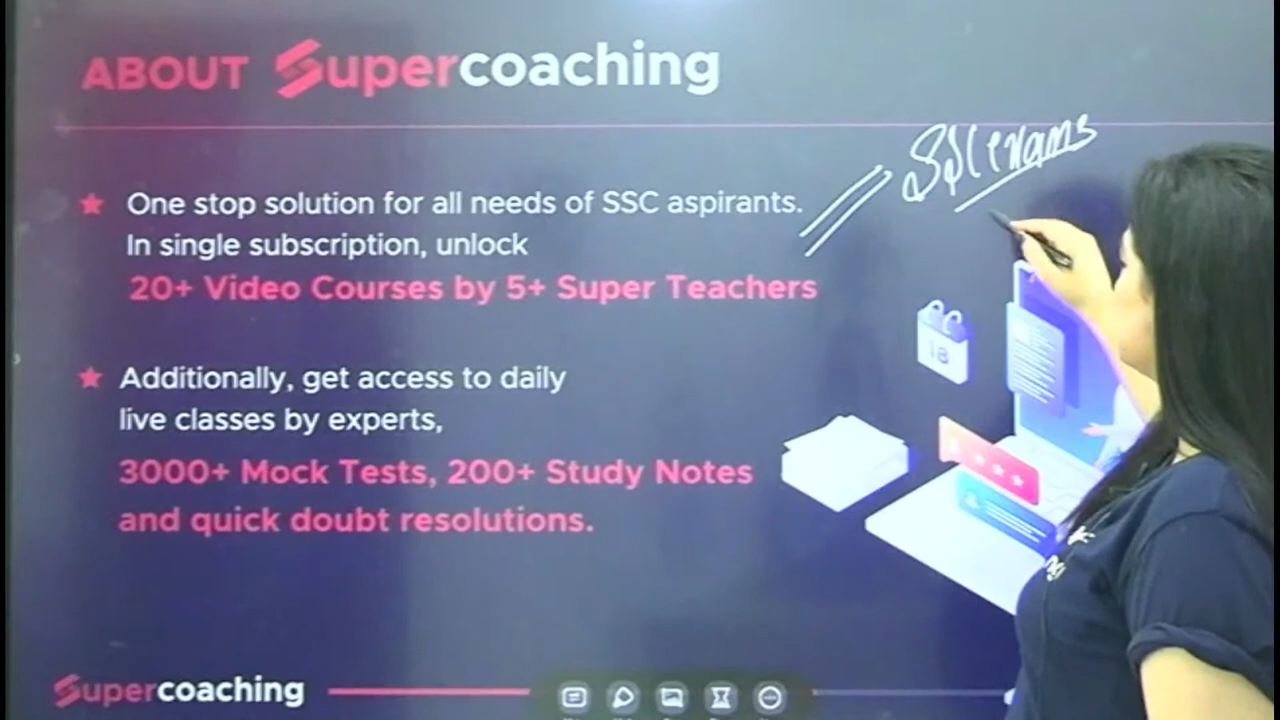 ABOUT Supercoaching
SSC exams
One stop solution for all needs of SSC aspirants.
In single subscription, unlock
20+ Video Courses by 5+ Super Teachers
18
Additionally, get access to daily
live classes by experts,
3000+ Mock Tests, 200+ Study Notes
and quick doubt resolutions.
Supercoaching